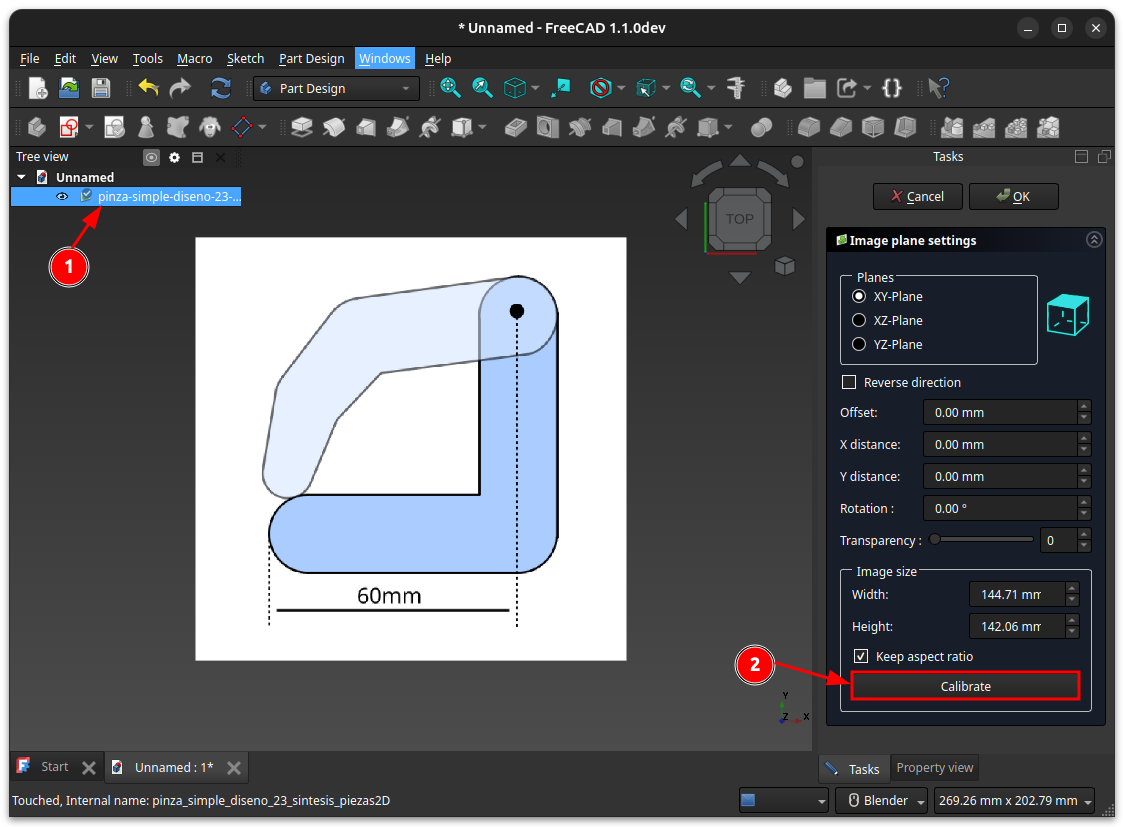 * Unnamed - FreeCAD 1.1.0dev
File Edit View Tools Macro Sketch Part Design Windows Help
Part Design
Tree view
Tasks
Unnamed
pinza-simple-diseno-23-...
Cancel OK
1
TOP
Image plane settings
Planes
XY-Plane
XZ-Plane
YZ-Plane
Reverse direction
Offset: 0.00 mm
X distance: 0.00 mm
Y distance: 0.00 mm
Rotation : 0.00 °
Transparency : 0
Image size
Width: 144.71 mm
Height: 142.06 mm
60mm
Keep aspect ratio
2
Calibrate
Y
Z X
Start Unnamed : 1*
Tasks Property view
Touched, Internal name: pinza_simple_diseno_23_sintesis_piezas2D
Blender 269.26 mm x 202.79 mm